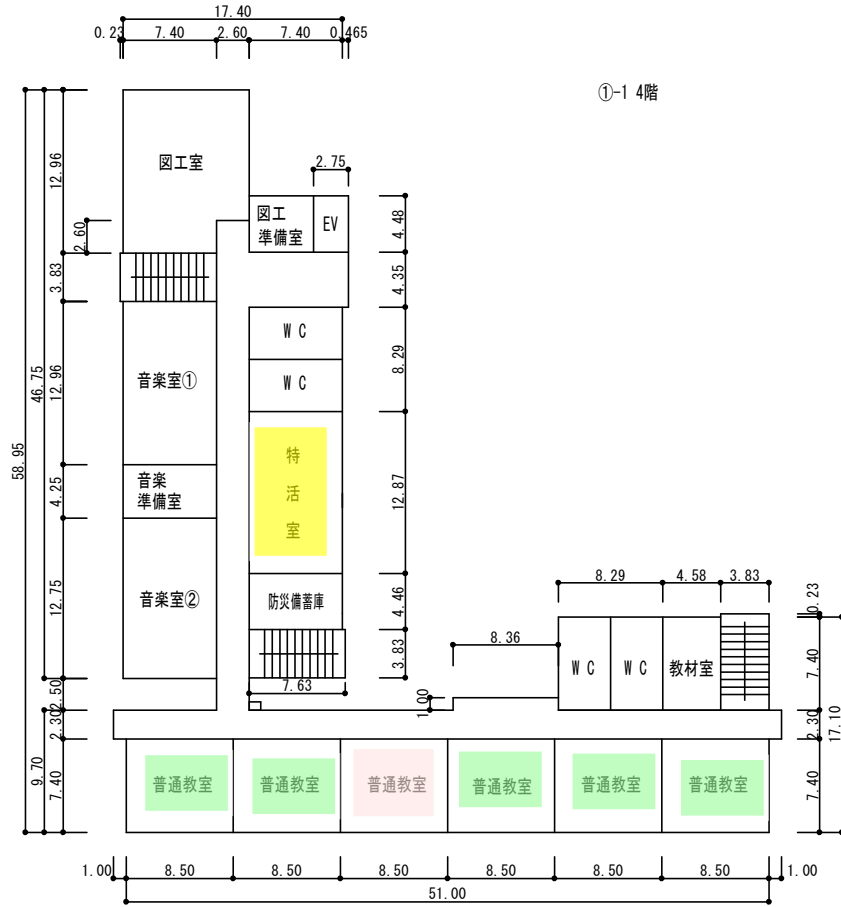 17.40
0.23 7.40 2.60 7.40 0.465
①-1 4階
図工室
2.75
図工
準備室
EV
12.96
2.60
3.83
4.48
4.35
WC
WC
8.29
音楽室①
12.96
46.75
58.95
特
活
室
12.87
音楽
準備室
4.25
音楽室②
12.75
防災備蓄庫
4.46
3.83
7.63
8.29 4.58 3.83
0.23
8.36
WC
WC
教材室
7.40
1.00
2.50
2.30
2.30
17.10
9.70
7.40
普通教室 普通教室 普通教室 普通教室 普通教室 普通教室
7.40
1.00 8.50 8.50 8.50 8.50 8.50 8.50 1.00
51.00